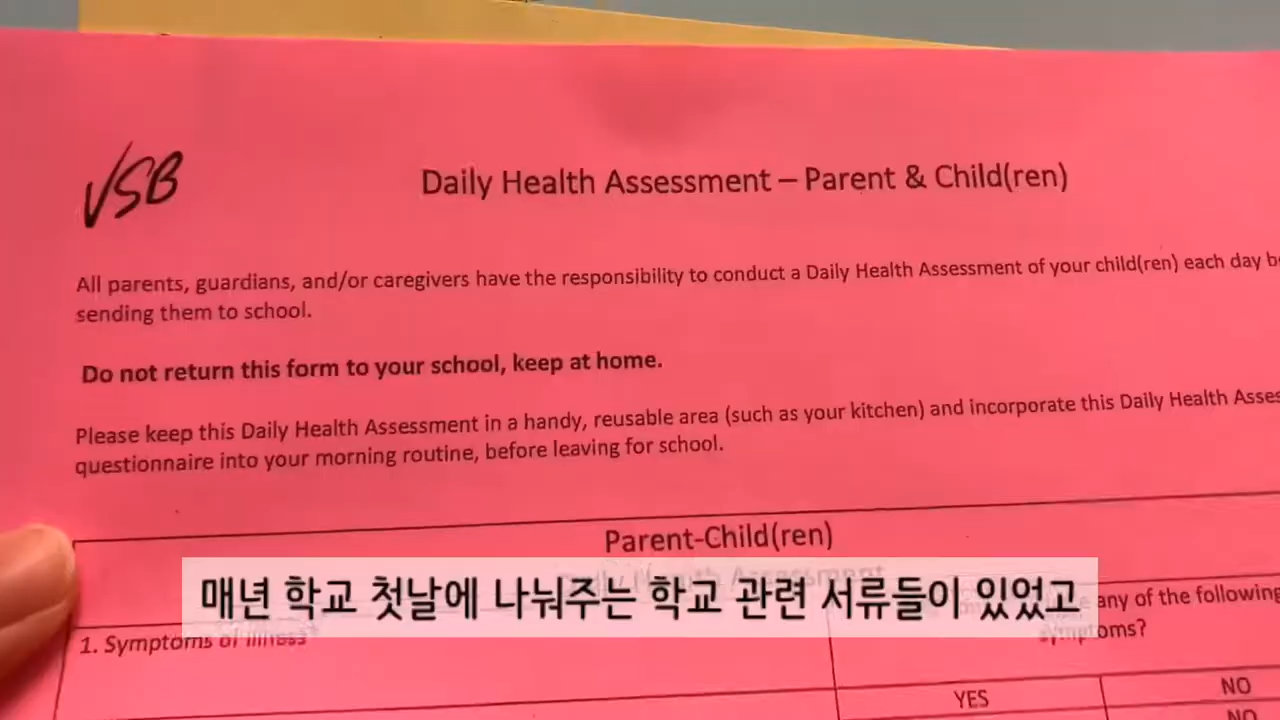 VSB
Daily Health Assessment – Parent & Child(ren)
All parents, guardians, and/or caregivers have the responsibility to conduct a Daily Health Assessment of your child(ren) each day
sending them to school.
Do not return this form to your school, keep at home.
Please keep this Daily Health Assessment in a handy, reusable area (such as your kitchen) and incorporate this Daily Health
questionnaire into your morning routine, before leaving for school.
Parent-Child(ren)
매년 학교 첫날에 나눠주는 학교 관련 서류들이 있었고
any of the following
1. Symptoms of Illness
symptoms?
YES
NO
NO